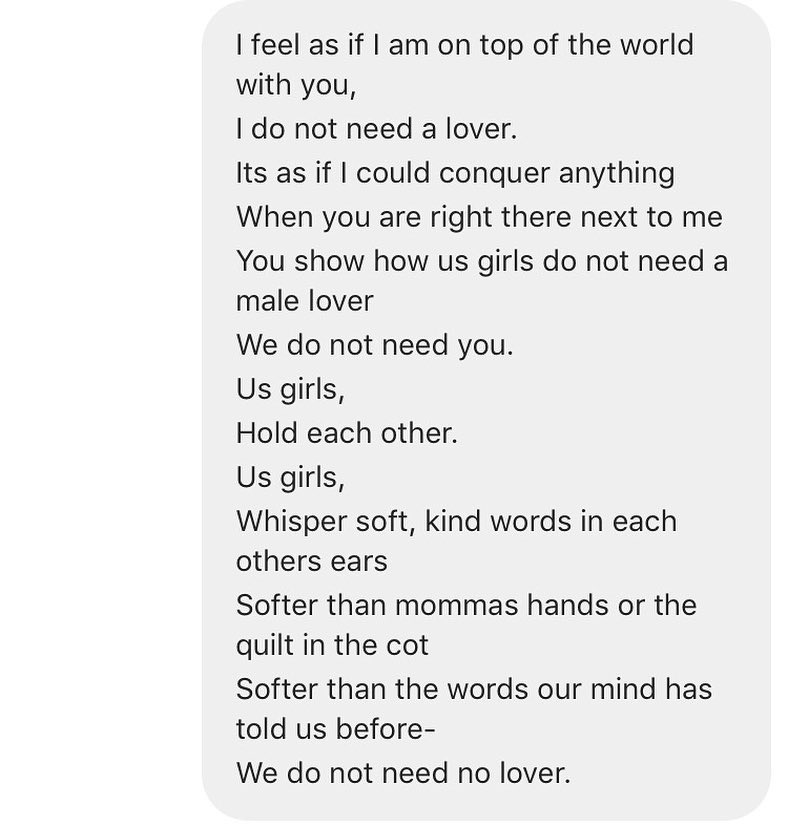 I feel as if I am on top of the world
with you,
I do not need a lover.
Its as if I could conquer anything
When you are right there next to me
You show how us girls do not need a
male lover
We do not need you.
Us girls,
Hold each other.
Us girls,
Whisper soft, kind words in each
others ears
Softer than mommas hands or the
quilt in the cot
Softer than the words our mind has
told us before-
We do not need no lover.